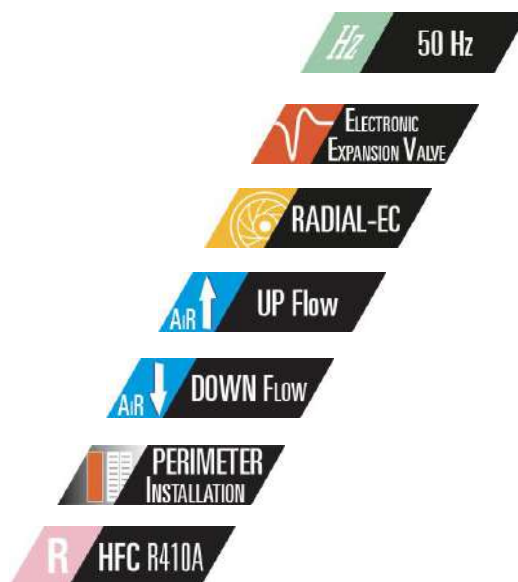 Hz 50 Hz
ELECTRONIC
EXPANSION VALVE
RADIAL-EC
AIR UP Flow
AIR DOWN FLOW
PERIMETER
INSTALLATION
R HFC R410A